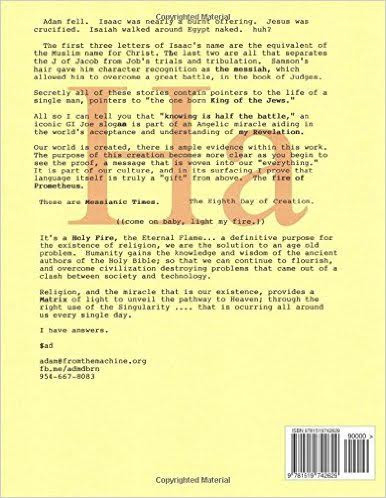 Copyrighted Material
Adam fell.  Isaac was nearly a burnt offering.  Jesus was
crucified.  Isaiah walked around Egypt naked.  huh?
The first three letters of Isaac's name are the equivalent of
the Muslim name for Christ. The last two are all that separates
the J of Jacob from Job's trials and tribulation.  Samson's
hair gave him character recognition as the messiah, which
allowed him to overcome a great battle, in the book of Judges.
Secretly all of these stories contain pointers to the life of a
single man, pointers to "the one born King of the Jews."
All so I can tell you that "knowing is half the battle," an
iconic GI Joe slogan is part of an Angelic miracle aiding in
the world's acceptance and understanding of my Revelation.
Our world is created, there is ample evidence within this work.
The purpose of this creation becomes more clear as you begin to
see the proof, a message that is woven into our "everything."
It is part of our culture, and in its surfacing I prove that
language itself is truly a "gift" from above.  The fire of
Prometheus.
These are Messianic Times.    The Eighth Day of Creation.
((come on baby, light my fire.))
It's a Holy Fire, the Eternal Flame... a definitive purpose for
the existence of religion, we are the solution to an age old
problem.  Humanity gains the knowledge and wisdom of the ancient
authors of the Holy Bible; so that we can continue to flourish,
and overcome civilization destroying problems that came out of a
clash between society and technology.
Religion, and the miracle that is our existence, provides a
Matrix of light to unveil the pathway to Heaven; through the
right use of the Singularity .... that is ocurring all around
us every single day.
I have answers.
$ad
adam@fromthemachine.org
fb.me/admdbrn
954-667-8083
Ha
ISBN 9781519742629
90000
9 781519 742629
Copyrighted Material